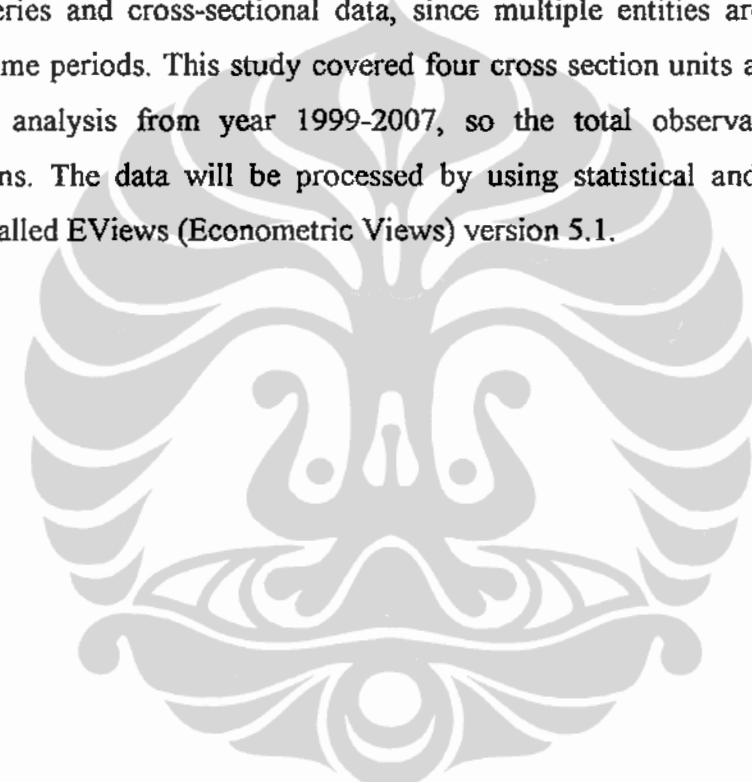 eries and cross-sectional data, since multiple entities ar
me periods. This study covered four cross section units a
analysis from year 1999-2007, so the total observa
ns. The data will be processed by using statistical and
alled EViews (Econometric Views) version 5.1.